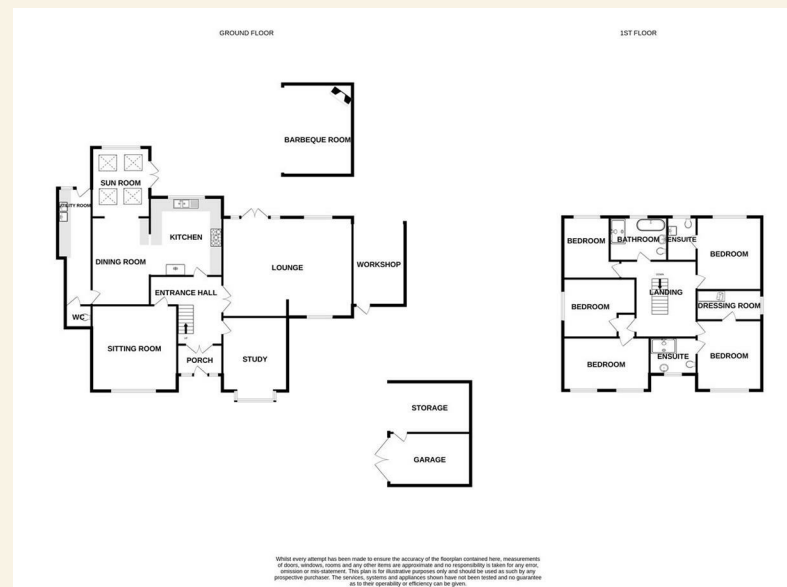 GROUND FLOOR
1ST FLOOR
BARBEQUE ROOM
SUN ROOM
UTILITY ROOM
KITCHEN
DINING ROOM
LOUNGE
WORKSHOP
ENTRANCE HALL
WC
UP
SITTING ROOM
PORCH
STUDY
STORAGE
GARAGE
BEDROOM
BATHROOM
ENSUITE
BEDROOM
DOWN
LANDING
BEDROOM
DRESSING ROOM
BEDROOM
ENSUITE
BEDROOM
Whilst every attempt has been made to ensure the accuracy of the floorplan contained here, measurements
of doors, windows, rooms and any other items are approximate and no responsibility is taken for any error,
omission or mis-statement. This plan is for illustrative purposes only and should be used as such by any
prospective purchaser. The services, systems and appliances shown have not been tested and no guarantee
as to their operability or efficiency can be given.